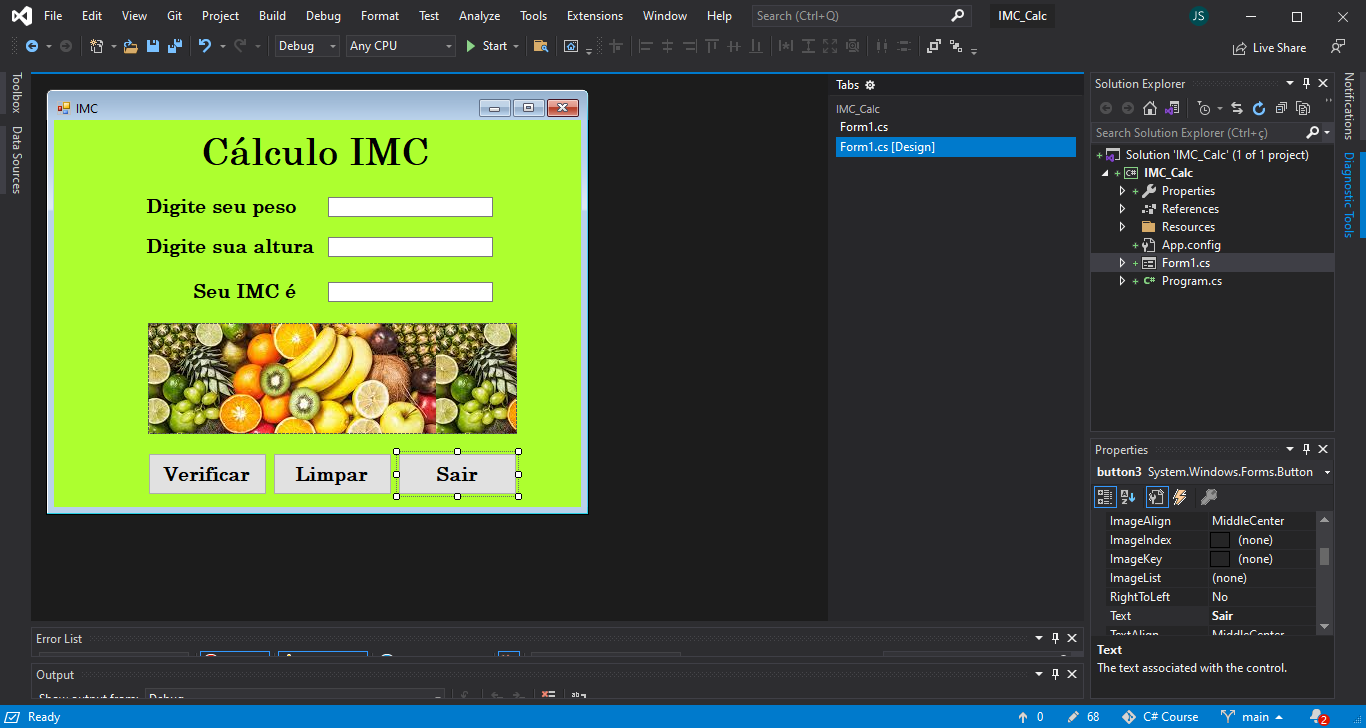 File Edit View Git Project Build Debug Format Test Analyze Tools Extensions Window Help Search (Ctrl+Q) IMC_Calc JS
Debug Any CPU Start Live Share
Toolbox
Data Sources
IMC
Cálculo IMC
Digite seu peso
Digite sua altura
Seu IMC é
Verificar Limpar Sair
Tabs
IMC_Calc
Form1.cs
Form1.cs [Design]
Solution Explorer
Search Solution Explorer (Ctrl+ç)
Solution 'IMC_Calc' (1 of 1 project)
C# IMC_Calc
Properties
References
Resources
App.config
Form1.cs
C# Program.cs
Notifications
Diagnostic Tools
Properties
button3 System.Windows.Forms.Button
ImageAlign MiddleCenter
ImageIndex (none)
ImageKey (none)
ImageList (none)
RightToLeft No
Text Sair
TextAlign MiddleCenter
Text
The text associated with the control.
Error List
Output
Show output from: Debug
Ready 0 68 C# Course main 2